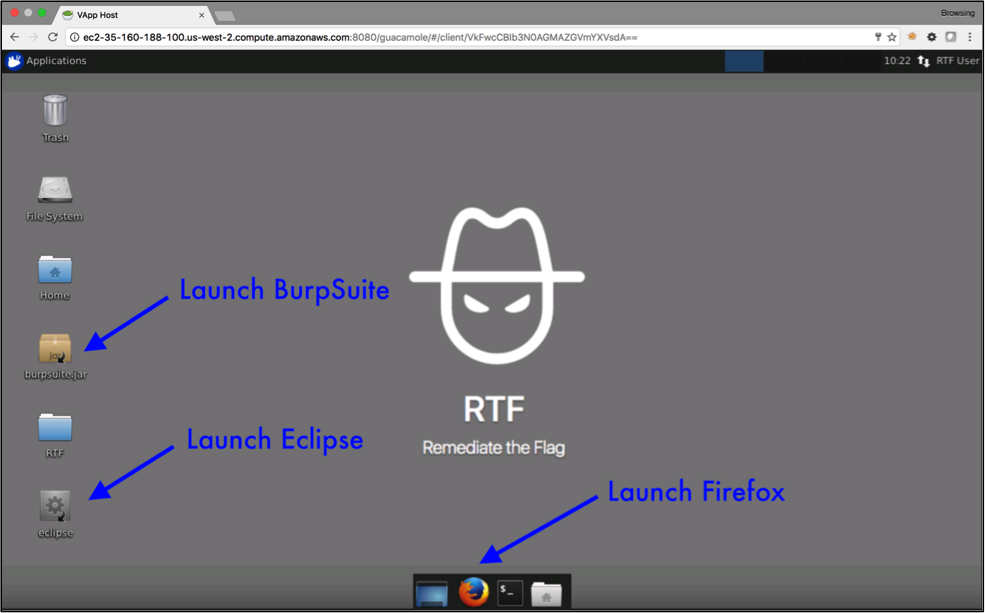 VApp Host
Browsing
ec2-35-160-188-100.us-west-2.compute.amazonaws.com:8080/guacamole/#/client/VkFwcCBIb3N0AGMAZGVmYXVsdA==
Applications
10:22
RTF User
Trash
File System
Home
Launch BurpSuite
jar
burpsuite.jar
RTF
Remediate the Flag
Launch Eclipse
RTF
Launch Firefox
eclipse
$_